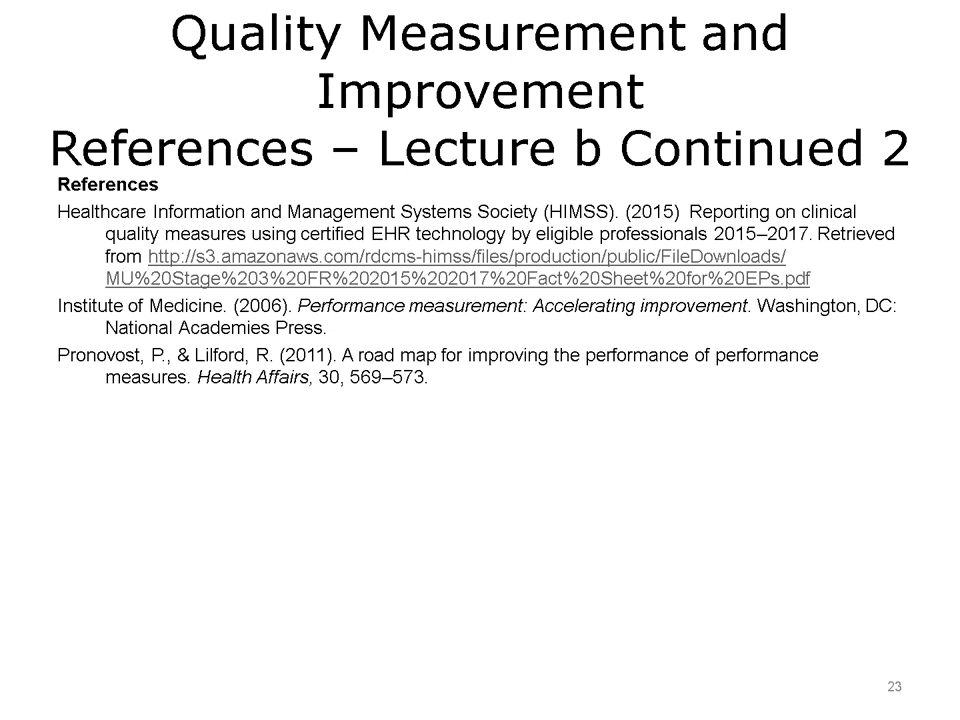 Quality Measurement and
Improvement
References – Lecture b Continued 2
References
Healthcare Information and Management Systems Society (HIMSS). (2015)  Reporting on clinical
quality measures using certified EHR technology by eligible professionals 2015–2017. Retrieved
from http://s3.amazonaws.com/rdcms-himss/files/production/public/FileDownloads/
MU%20Stage%203%20FR%202015%202017%20Fact%20Sheet%20for%20EPs.pdf
Institute of Medicine. (2006). Performance measurement: Accelerating improvement. Washington, DC:
National Academies Press.
Pronovost, P., & Lilford, R. (2011). A road map for improving the performance of performance
measures. Health Affairs, 30, 569–573.
23